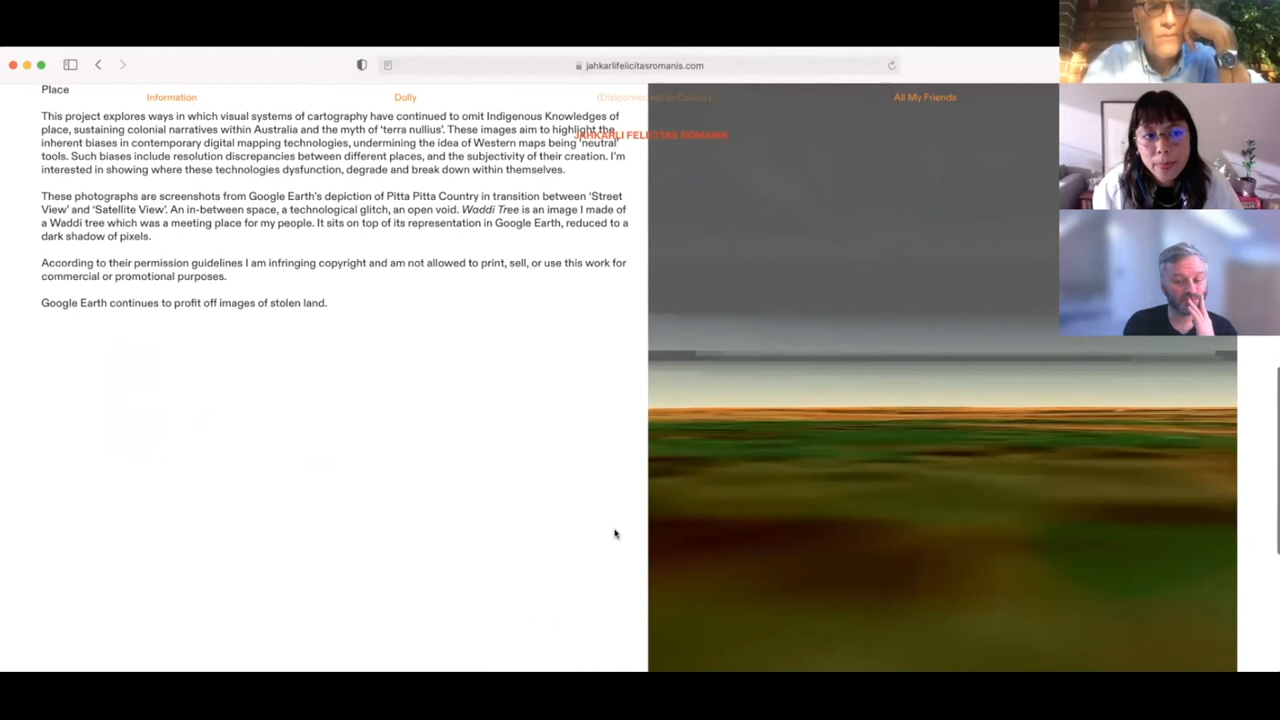 jahkarlifelicitasromanis.com
Place
Information
Dolly
(Dis)connected to Country
All My Friends
JAHKARLI FELICITAS ROMANIS
This project explores ways in which visual systems of cartography have continued to omit Indigenous Knowledges of
place, sustaining colonial narratives within Australia and the myth of ‘terra nullius’. These images aim to highlight the
inherent biases in contemporary digital mapping technologies, undermining the idea of Western maps being ‘neutral’
tools. Such biases include resolution discrepancies between different places, and the subjectivity of their creation. I’m
interested in showing where these technologies dysfunction, degrade and break down within themselves.
These photographs are screenshots from Google Earth’s depiction of Pitta Pitta Country in transition between ‘Street
View’ and ‘Satellite View’. An in-between space, a technological glitch, an open void. Waddi Tree is an image I made of
a Waddi tree which was a meeting place for my people. It sits on top of its representation in Google Earth, reduced to a
dark shadow of pixels.
According to their permission guidelines I am infringing copyright and am not allowed to print, sell, or use this work for
commercial or promotional purposes.
Google Earth continues to profit off images of stolen land.